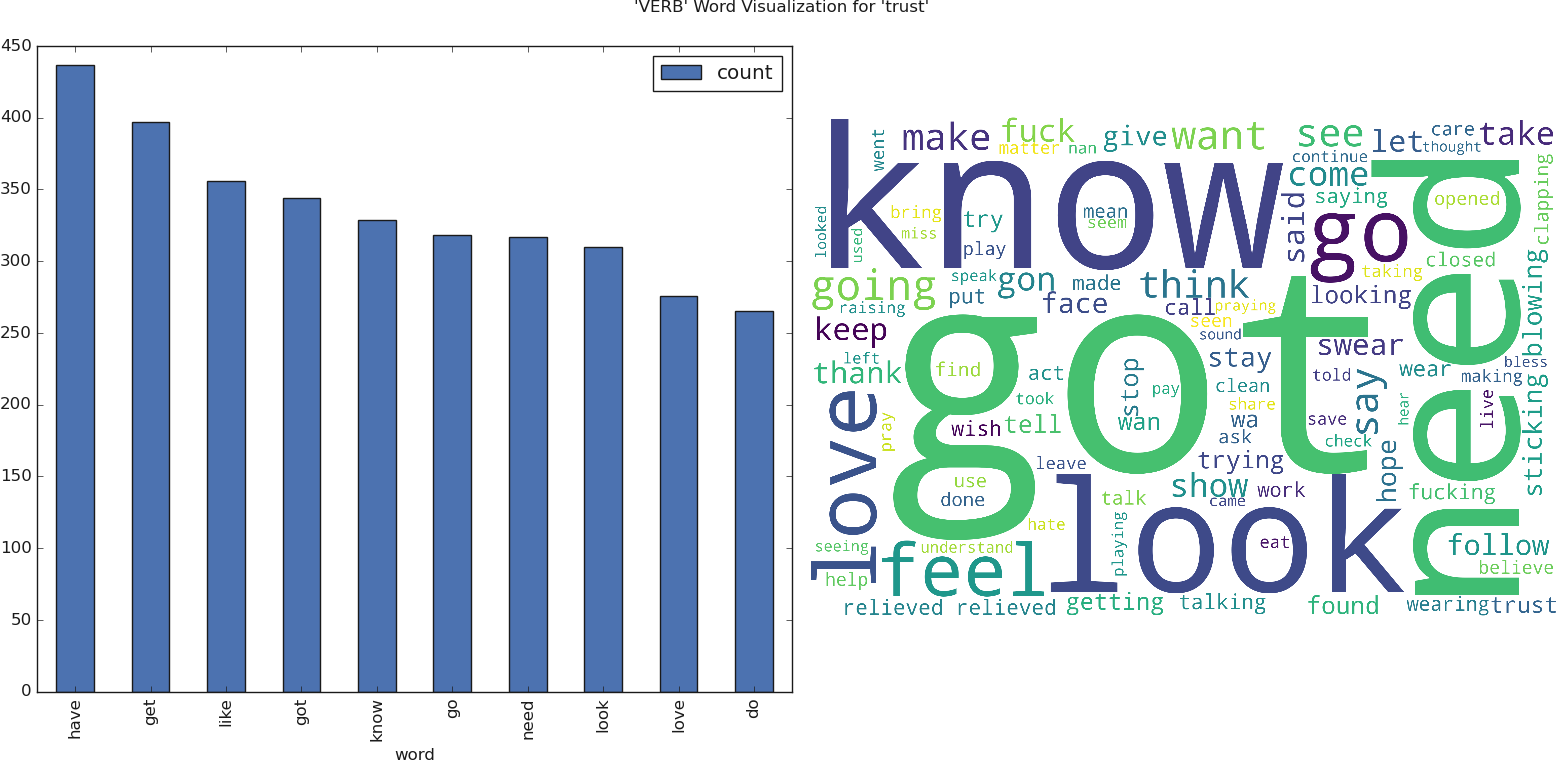 'VERB' Word Visualization for 'trust'
450
400
350
300
250
200
150
100
50
0
count
have
get
like
got
know
go
need
look
love
do
word
know
got
need
look
love
go
feel
make
fuck
matter
nan
give
want
see
let
care
thought
take
continue
come
went
looked
used
bring
miss
try
play
mean
seem
said
saying
opened
clapping
closed
taking
going
raising
speak
put
gon
made
think
face
call
praying
seen
sound
looking
blowing
keep
left
thank
find
act
took
stop
pay
stay
clean
share
swear
told
say
wear
making
bless
live
hear
pray
wish
tell
wan
wa
ask
save
check
sticking
leave
trying
hope
use
done
talk
show
came
work
fucking
hate
understand
playing
eat
follow
believe
seeing
help
relieved relieved
getting
talking
found
wearing
trust